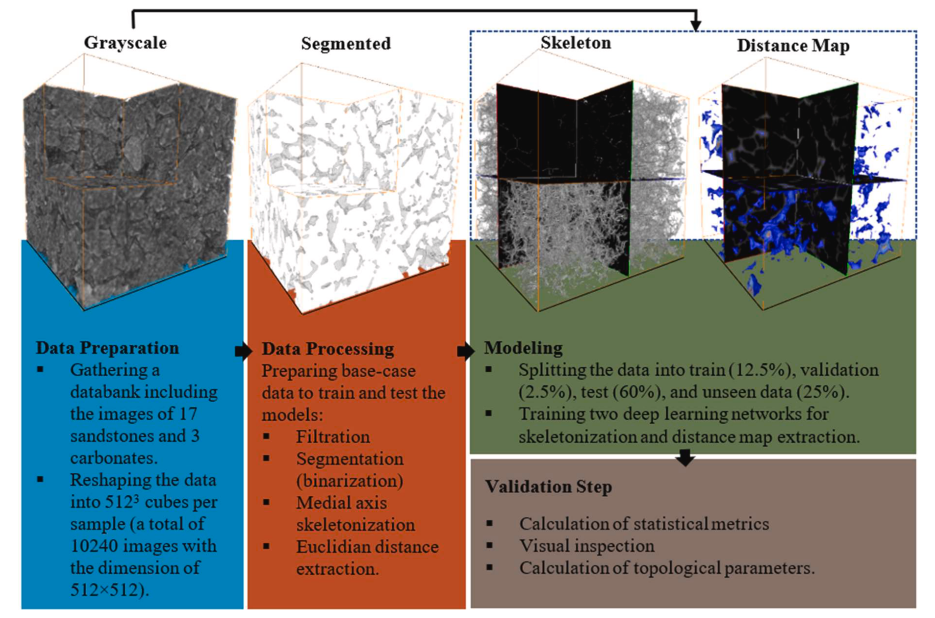 Grayscale
Segmented
Skeleton
Distance Map
Data Preparation
▪ Gathering a
databank including
the images of 17
sandstones and 3
carbonates.
▪ Reshaping the data
into 512³ cubes per
sample (a total of
10240 images with
the dimension of
512×512).
Data Processing
Preparing base-case
data to train and test the
models:
▪ Filtration
▪ Segmentation
(binarization)
▪ Medial axis
skeletonization
▪ Euclidian distance
extraction.
Modeling
▪ Splitting the data into train (12.5%), validation
(2.5%), test (60%), and unseen data (25%).
▪ Training two deep learning networks for
skeletonization and distance map extraction.
Validation Step
▪ Calculation of statistical metrics
▪ Visual inspection
▪ Calculation of topological parameters.